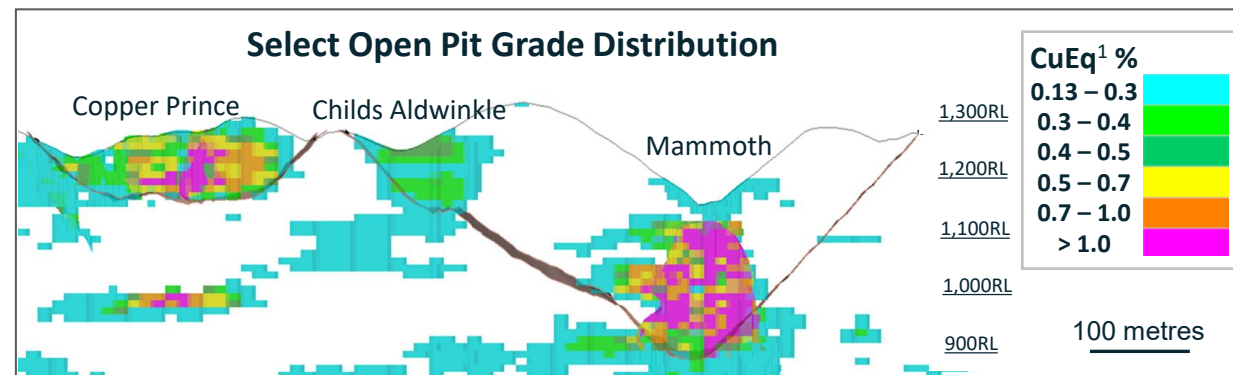 Select Open Pit Grade Distribution
Copper Prince
Childs Aldwinkle
Mammoth
1,300RL
1,200RL
1,100RL
1,000RL
900RL
CuEq¹ %
0.13 – 0.3
0.3 – 0.4
0.4 – 0.5
0.5 – 0.7
0.7 – 1.0
> 1.0
100 metres